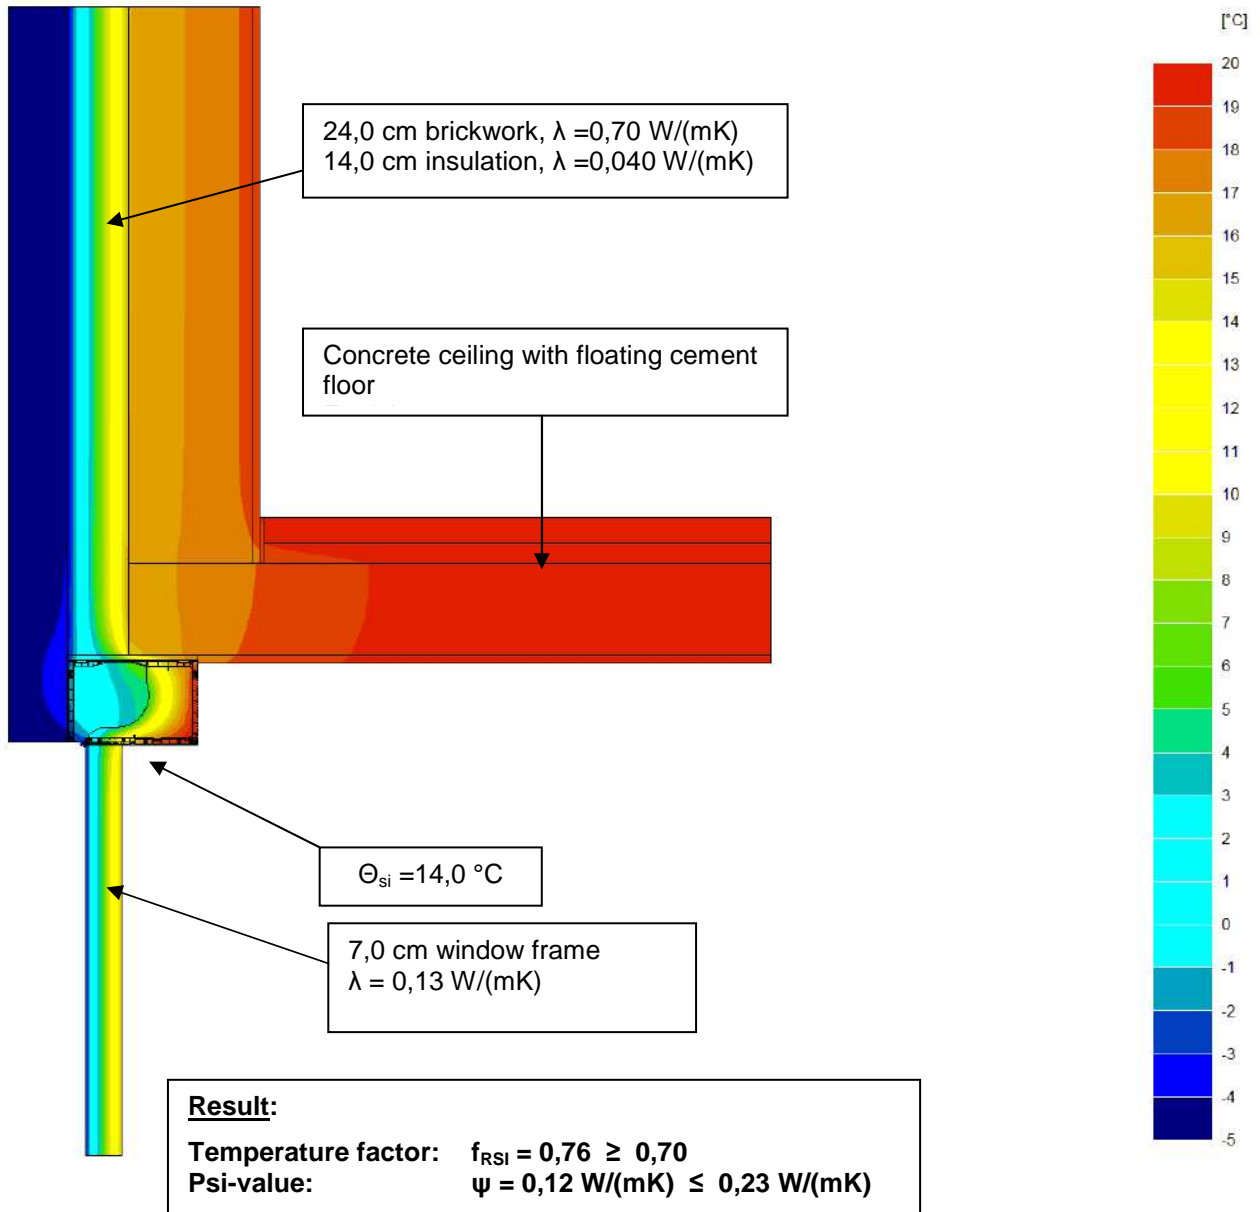 [°C]
24,0 cm brickwork, λ =0,70 W/(mK)
14,0 cm insulation, λ =0,040 W/(mK)
Concrete ceiling with floating cement
floor
Θsi =14,0 °C
7,0 cm window frame
λ = 0,13 W/(mK)
20
19
18
17
16
15
14
13
12
11
10
9
8
7
6
5
4
3
2
1
0
-1
-2
-3
-4
-5
Result:
Temperature factor: fRSI = 0,76 ≥ 0,70
Psi-value: ψ = 0,12 W/(mK) ≤ 0,23 W/(mK)